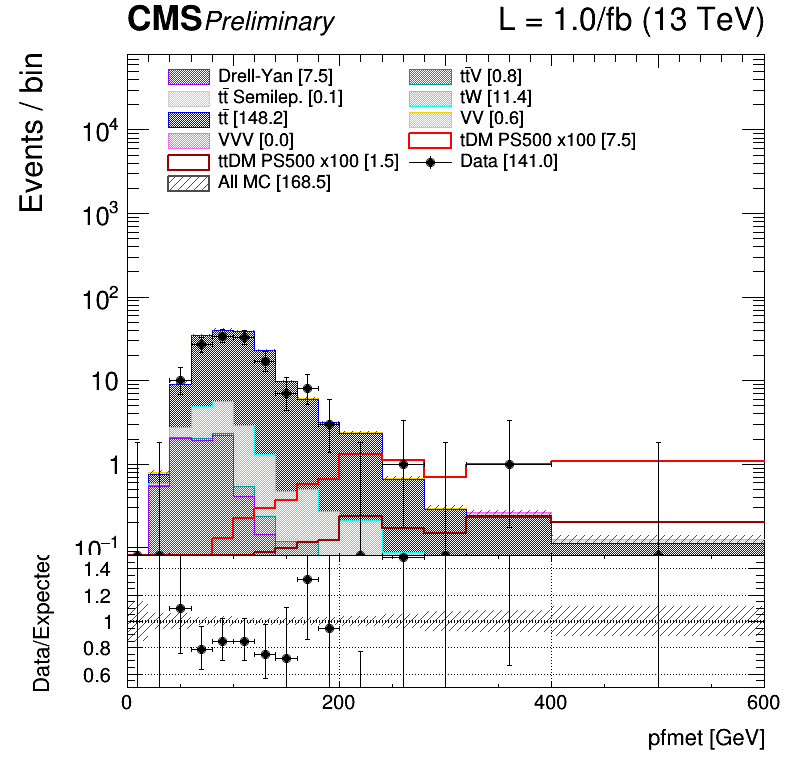 CMS Preliminary L = 1.0/fb (13 TeV)
Events / bin
Drell-Yan [7.5] tt̄V [0.8]
tt̄ Semilep. [0.1] tW [11.4]
tt̄ [148.2] VV [0.6]
VVV [0.0] tDM PS500 x100 [7.5]
ttDM PS500 x100 [1.5] Data [141.0]
All MC [168.5]
10⁴
10³
10²
10
1
10⁻¹
Data/Expected
1.4
1.2
1
0.8
0.6
0 200 400 600
pfmet [GeV]